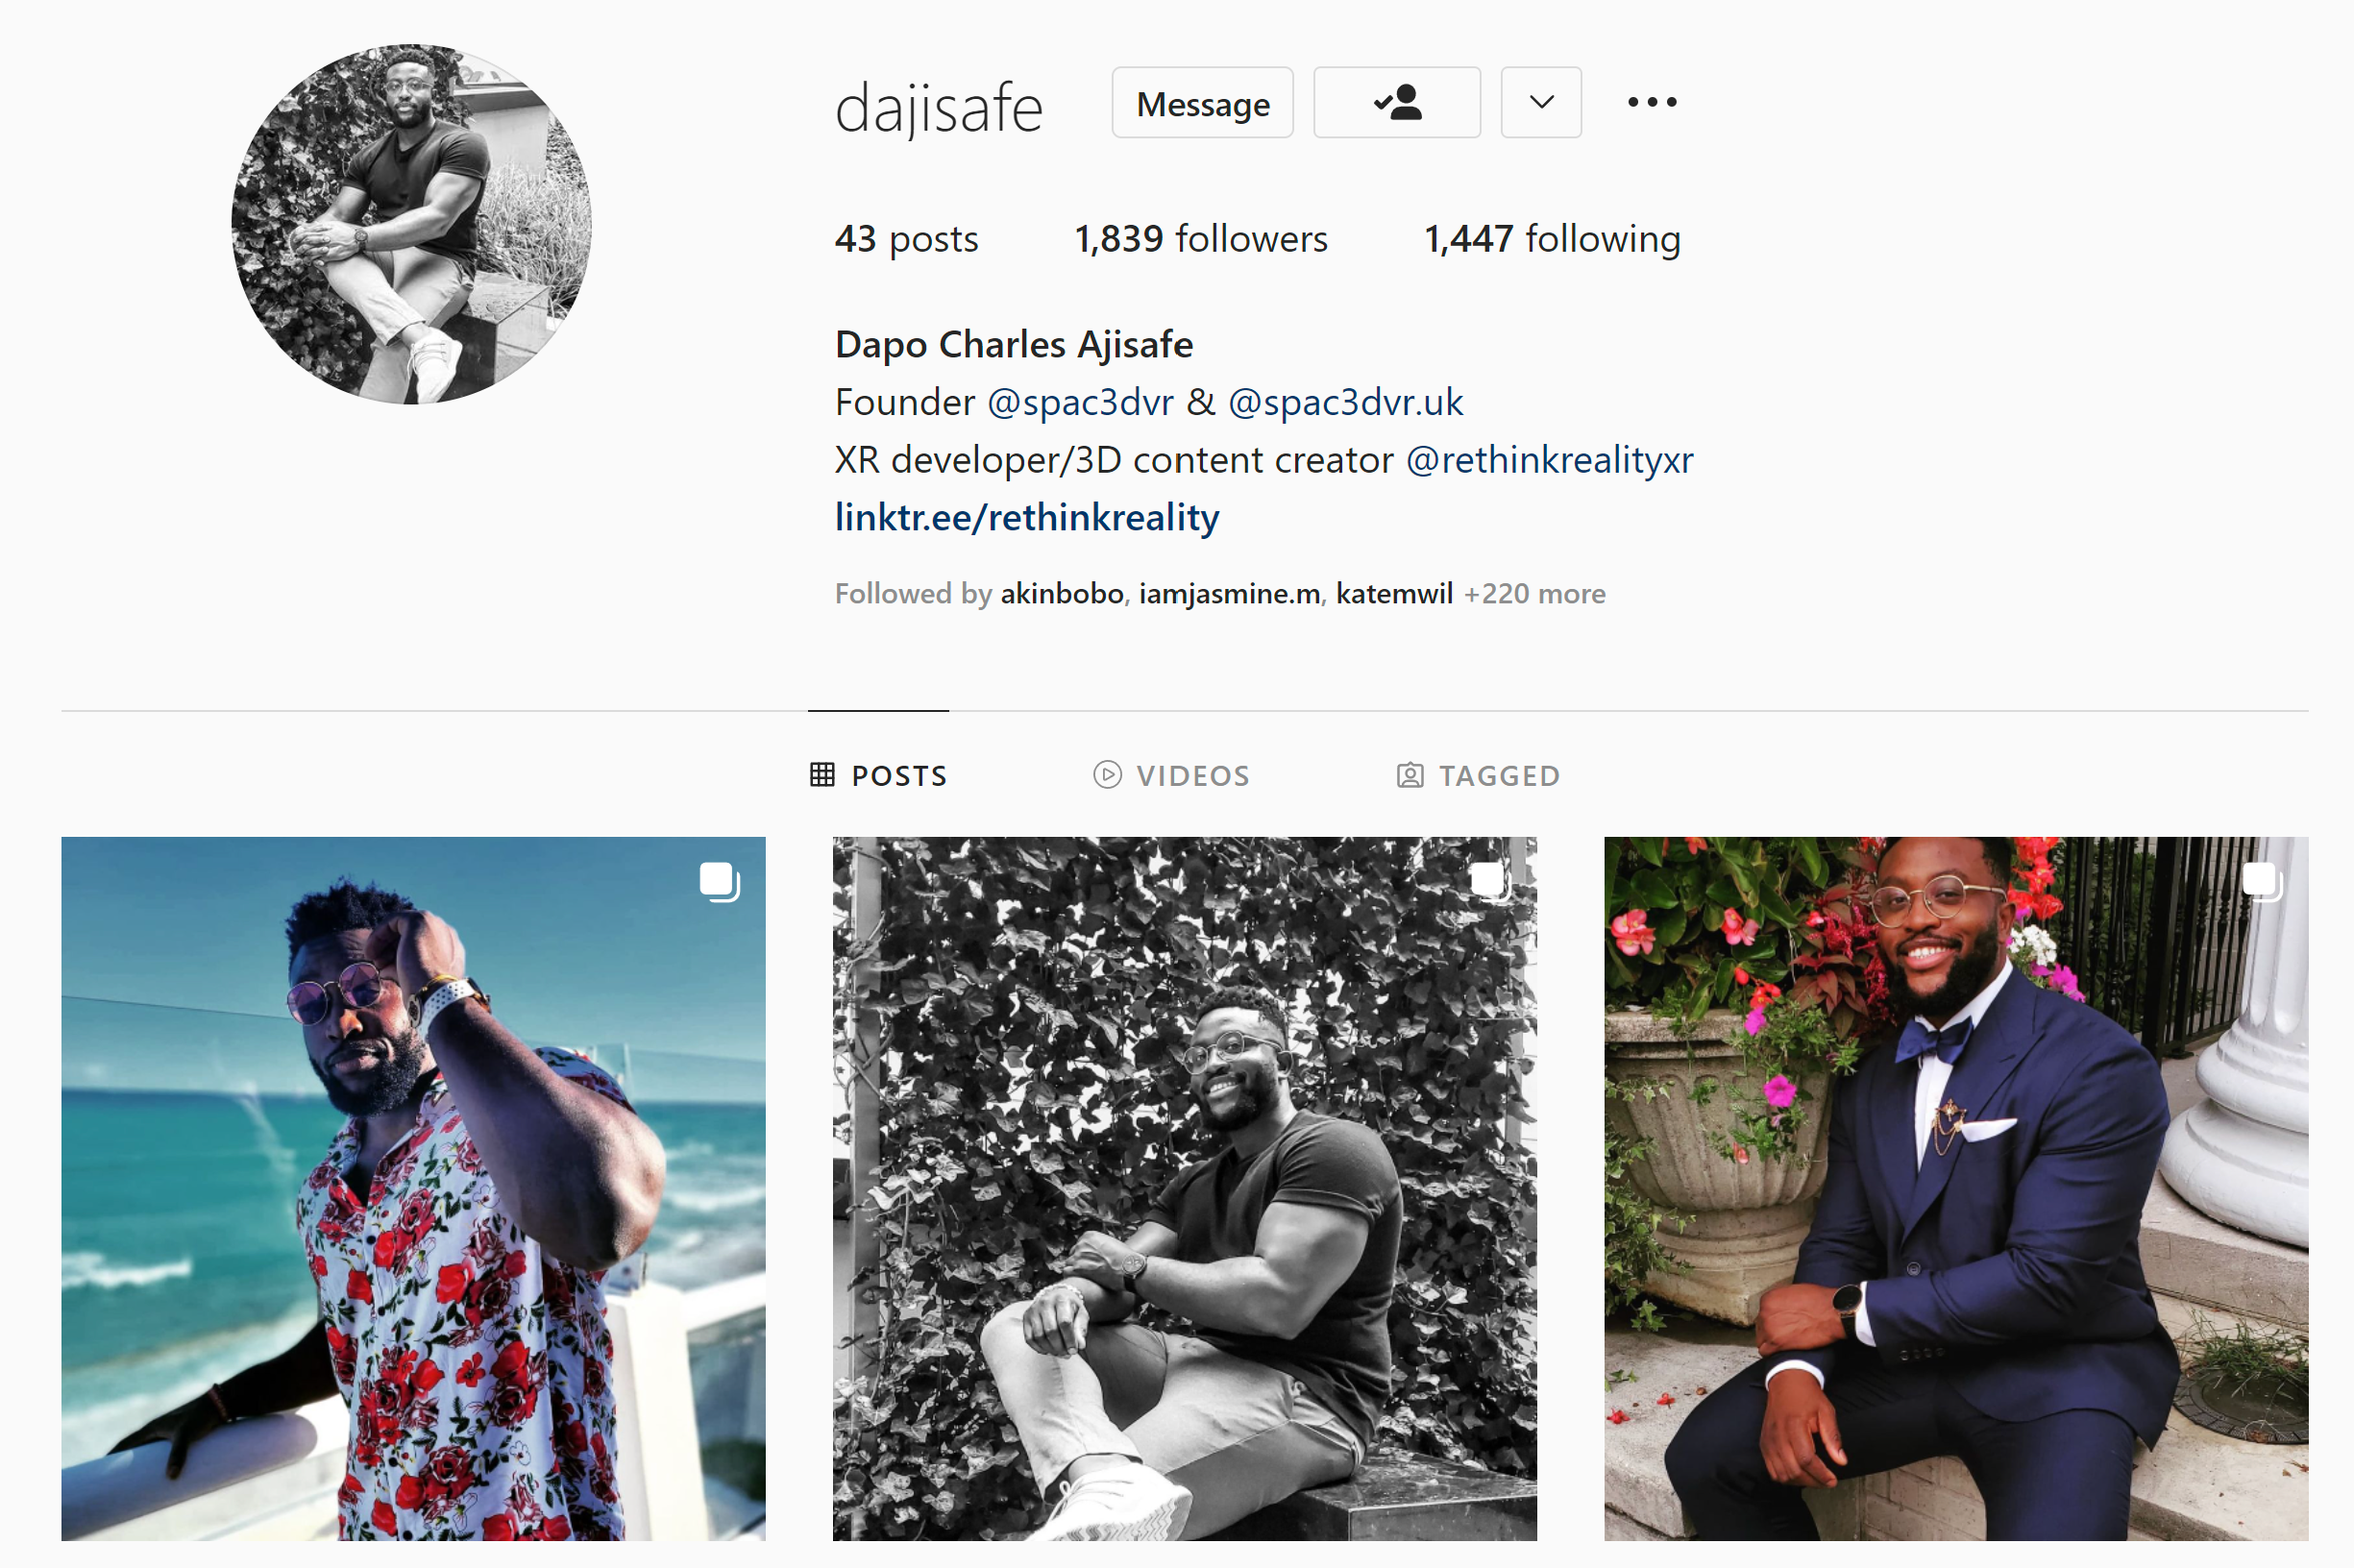 dajisafe Message
43 posts 1,839 followers 1,447 following
Dapo Charles Ajisafe
Founder @spac3dvr & @spac3dvr.uk
XR developer/3D content creator @rethinkrealityxr
linktr.ee/rethinkreality
Followed by akinbobo, iamjasmine.m, katemwil +220 more
POSTS VIDEOS TAGGED